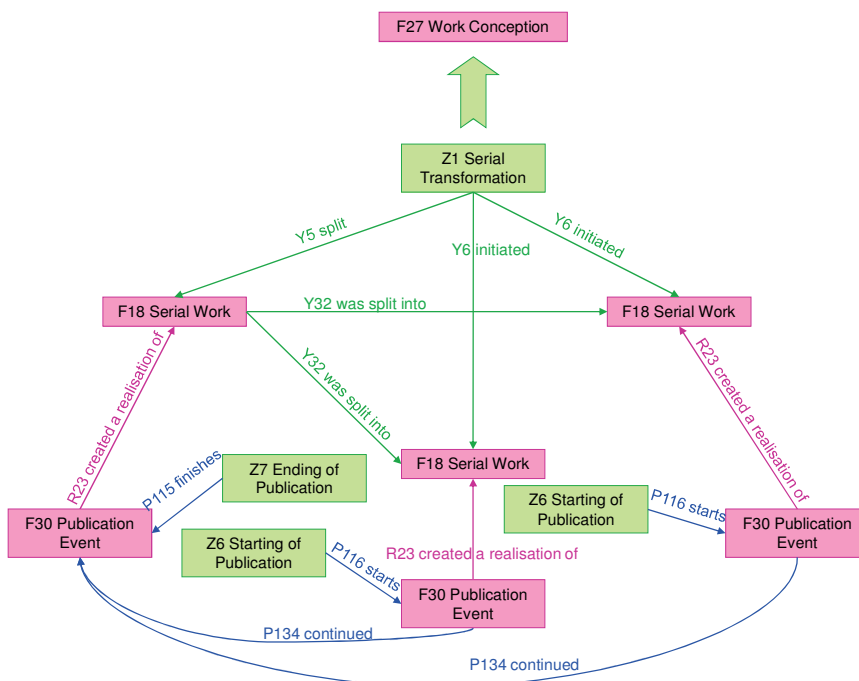 F27 Work Conception
Z1 Serial
Transformation
Y5 split
Y6 initiated
Y6 initiated
F18 Serial Work
Y32 was split into
F18 Serial Work
R23 created a realisation of
Y32 was split into
R23 created a realisation of
F18 Serial Work
P115 finishes
Z7 Ending of
Publication
Z6 Starting of
Publication
P116 starts
F30 Publication
Event
Z6 Starting of
Publication
P116 starts
R23 created a realisation of
F30 Publication
Event
F30 Publication
Event
P134 continued
P134 continued